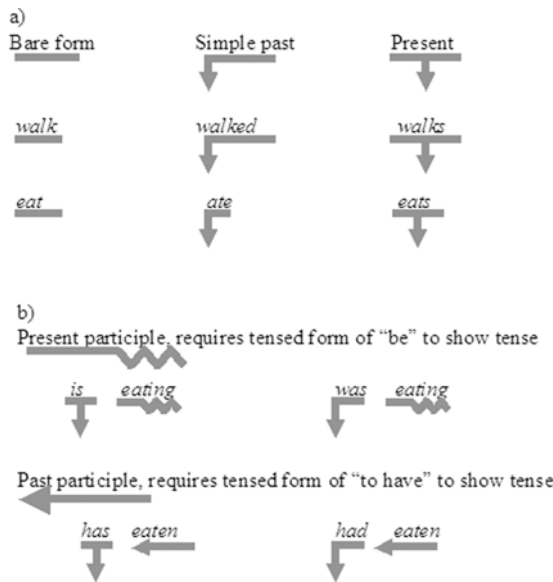 a)
Bare form Simple past Present
walk walked walks
eat ate eats
b)
Present participle, requires tensed form of “be” to show tense
is eating was eating
Past participle, requires tensed form of “to have” to show tense
has eaten had eaten